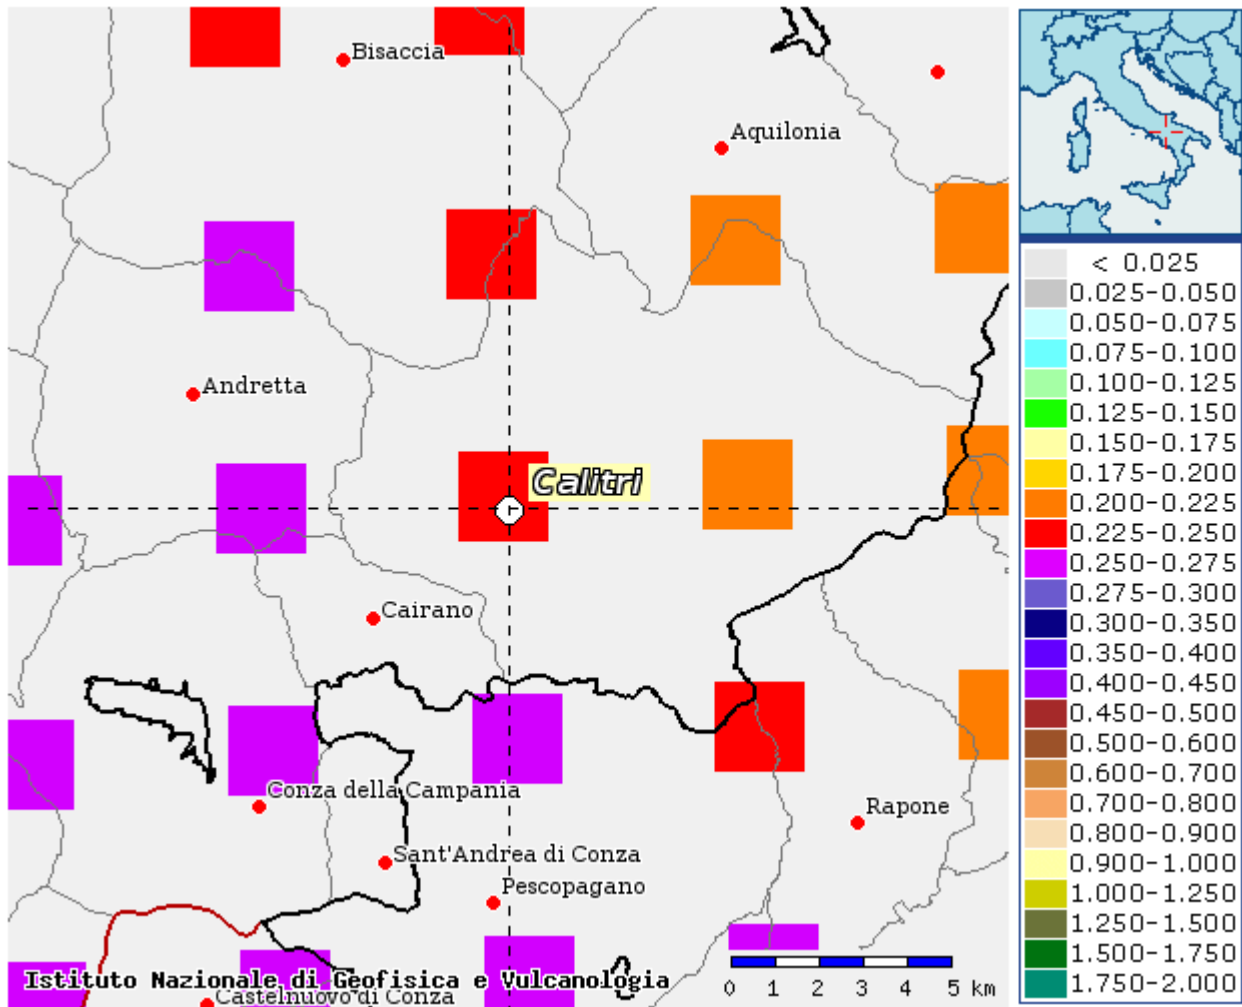 Bisaccia
Aquilonia
Andretta
Calitri
Cairano
Conza della Campania
Rapone
Sant'Andrea di Conza
Pescopagano
Istituto Nazionale di Geofisica e Vulcanologia
Castelnuovo di Conza
0 1 2 3 4 5 km
< 0.025
0.025-0.050
0.050-0.075
0.075-0.100
0.100-0.125
0.125-0.150
0.150-0.175
0.175-0.200
0.200-0.225
0.225-0.250
0.250-0.275
0.275-0.300
0.300-0.350
0.350-0.400
0.400-0.450
0.450-0.500
0.500-0.600
0.600-0.700
0.700-0.800
0.800-0.900
0.900-1.000
1.000-1.250
1.250-1.500
1.500-1.750
1.750-2.000